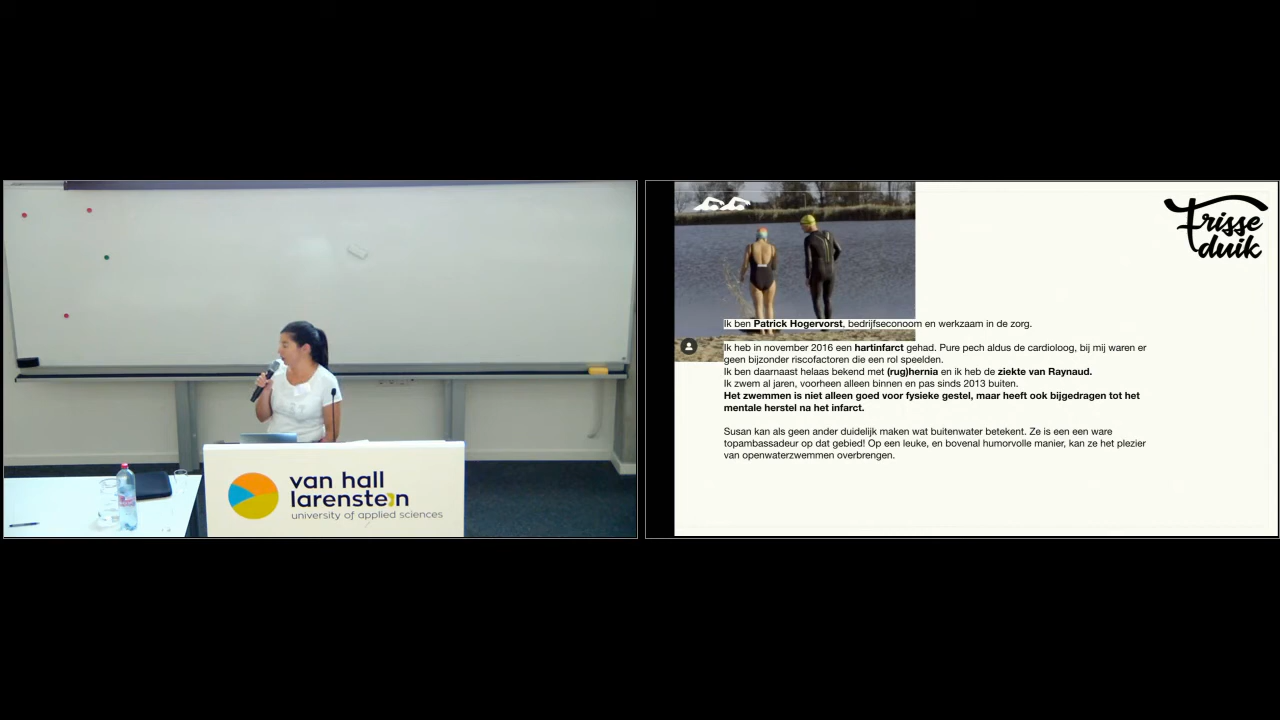 van hall
larenstein
university of applied sciences
frisse
duik
Ik ben Patrick Hogervorst, bedrijfseconoom en werkzaam in de zorg.
Ik heb in november 2016 een hartinfarct gehad. Pure pech aldus de cardioloog, bij mij waren er
geen bijzonder riscofactoren die een rol speelden.
Ik ben daarnaast helaas bekend met (rug)hernia en ik heb de ziekte van Raynaud.
Ik zwem al jaren, voorheen alleen binnen en pas sinds 2013 buiten.
Het zwemmen is niet alleen goed voor fysieke gestel, maar heeft ook bijgedragen tot het
mentale herstel na het infarct.
Susan kan als geen ander duidelijk maken wat buitenwater betekent. Ze is een een ware
topambassadeur op dat gebied! Op een leuke, en bovenal humorvolle manier, kan ze het plezier
van openwaterzwemmen overbrengen.